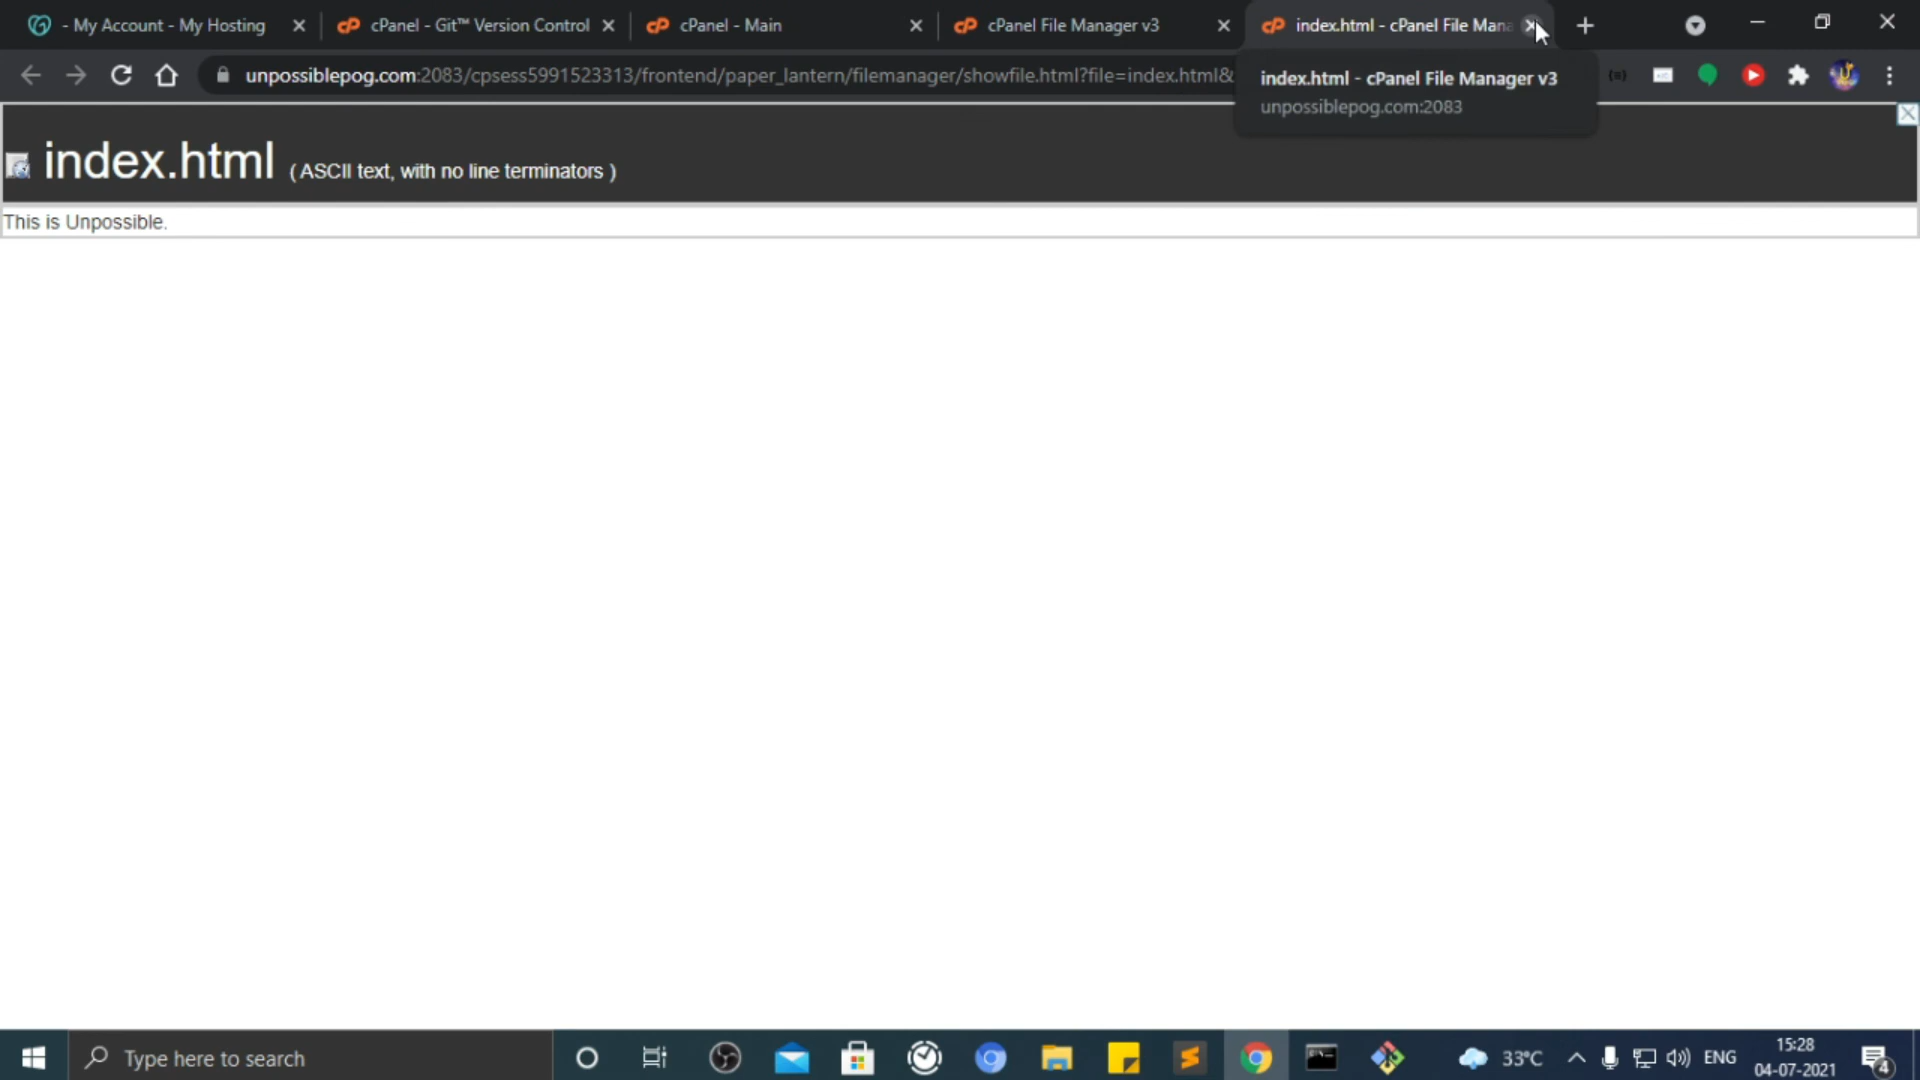 - My Account - My Hosting
cPanel - Git™ Version Control
cPanel - Main
cPanel File Manager v3
index.html - cPanel File Mana
unpossiblepog.com:2083/cpsess5991523313/frontend/paper_lantern/filemanager/showfile.html?file=index.html&
index.html - cPanel File Manager v3
unpossiblepog.com:2083
index.html ( ASCII text, with no line terminators )
This is Unpossible.
Type here to search
33°C
ENG
15:28
04-07-2021
4